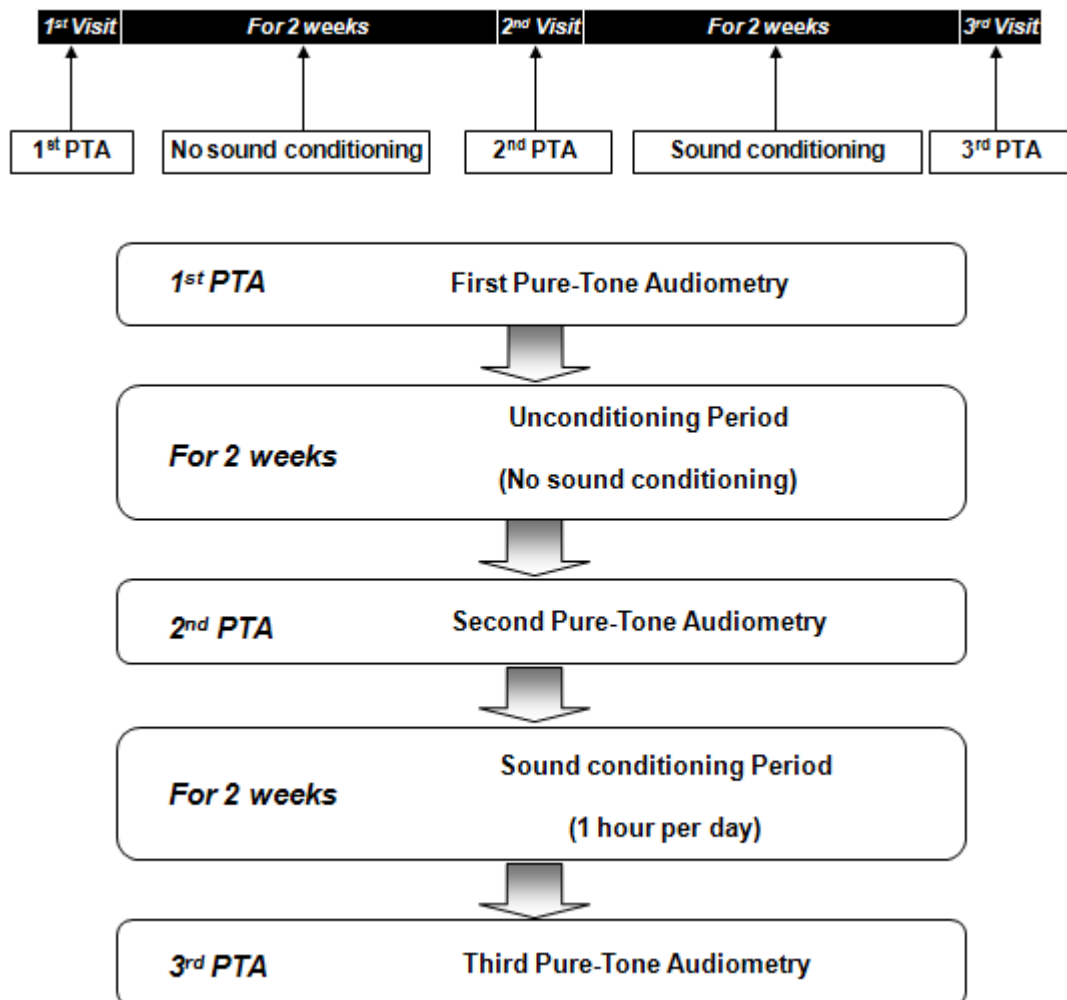 1st Visit For 2 weeks 2nd Visit For 2 weeks 3rd Visit
1st PTA No sound conditioning 2nd PTA Sound conditioning 3rd PTA
1st PTA First Pure-Tone Audiometry
Unconditioning Period
For 2 weeks
(No sound conditioning)
2nd PTA Second Pure-Tone Audiometry
Sound conditioning Period
For 2 weeks
(1 hour per day)
3rd PTA Third Pure-Tone Audiometry